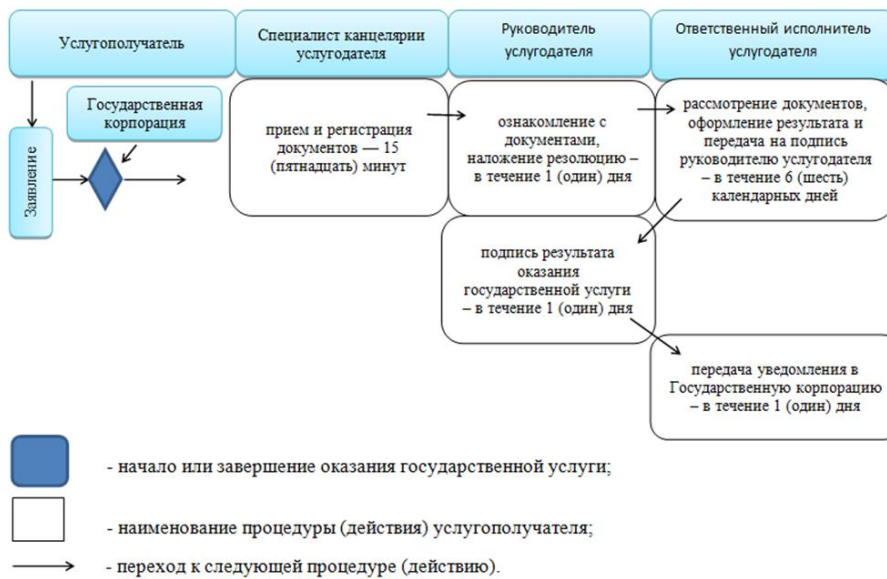 Услугополучатель
Специалист канцелярии
услугодателя
Руководитель
услугодателя
Ответственный исполнитель
услугодателя
Государственная
корпорация
Заявление
прием и регистрация
документов — 15
(пятнадцать) минут
ознакомление с
документами,
наложение резолюцию –
в течение 1 (один) дня
рассмотрение документов,
оформление результата и
передача на подпись
руководителю услугодателя
– в течение 6 (шесть)
календарных дней
подпись результата
оказания
государственной услуги
– в течение 1 (один) дня
передача уведомления в
Государственную корпорацию
– в течение 1 (один) дня
- начало или завершение оказания государственной услуги;
- наименование процедуры (действия) услугополучателя;
- переход к следующей процедуре (действию).